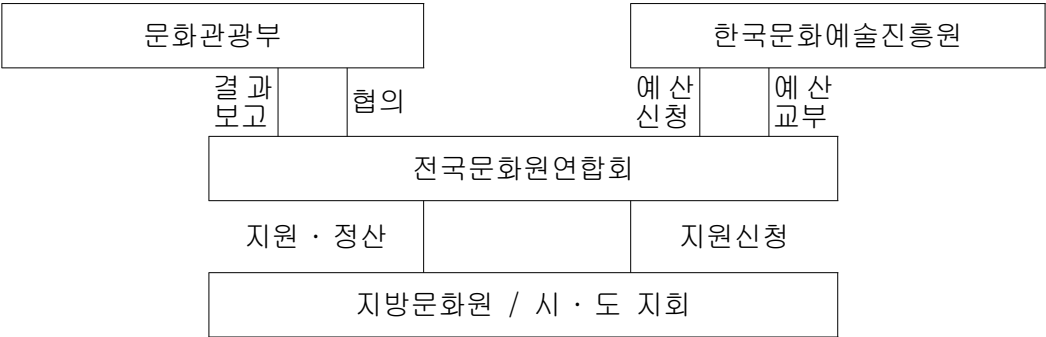 문화관광부
한국문화예술진흥원
결과
보고
협의
예산
신청
예산
교부
전국문화원연합회
지원 · 정산
지원신청
지방문화원 / 시 · 도 지회